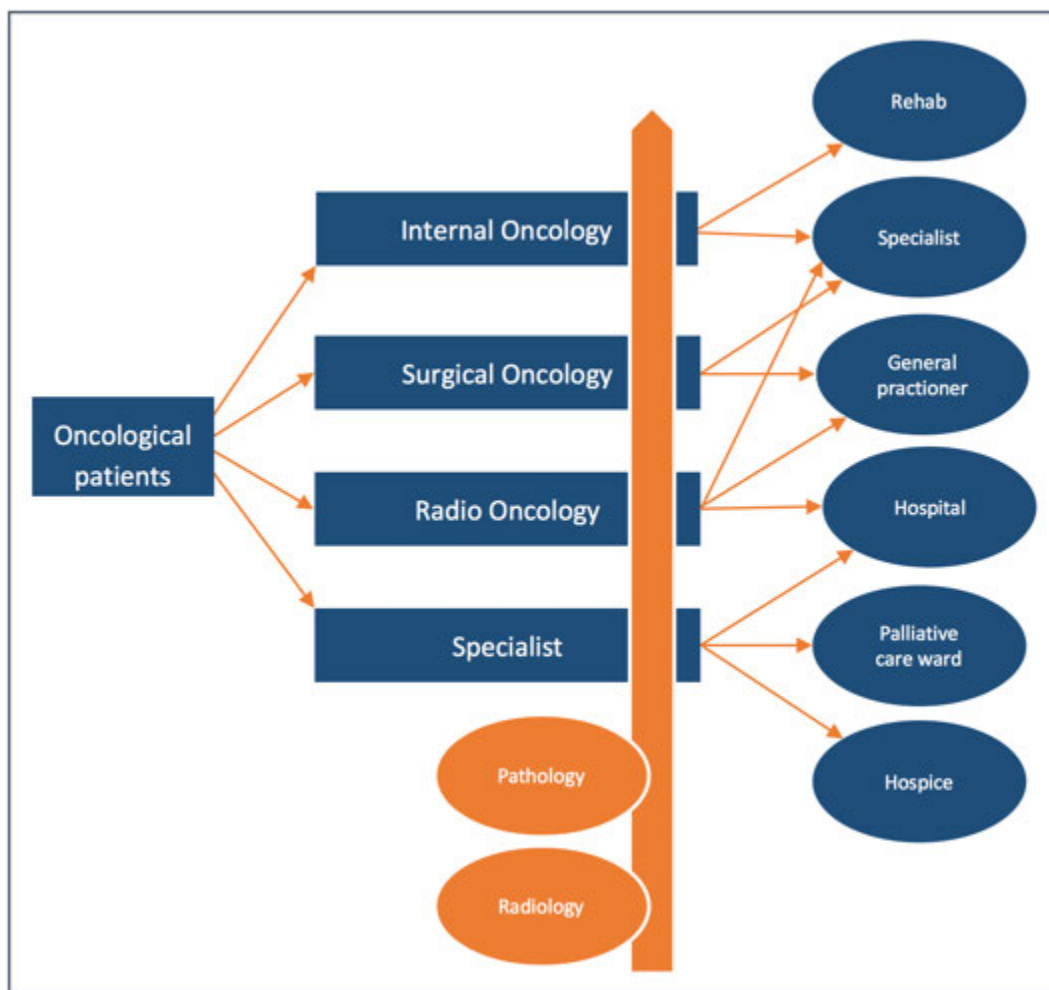 Oncological
patients
Internal Oncology
Surgical Oncology
Radio Oncology
Specialist
Pathology
Radiology
Rehab
Specialist
General
practioner
Hospital
Palliative
care ward
Hospice